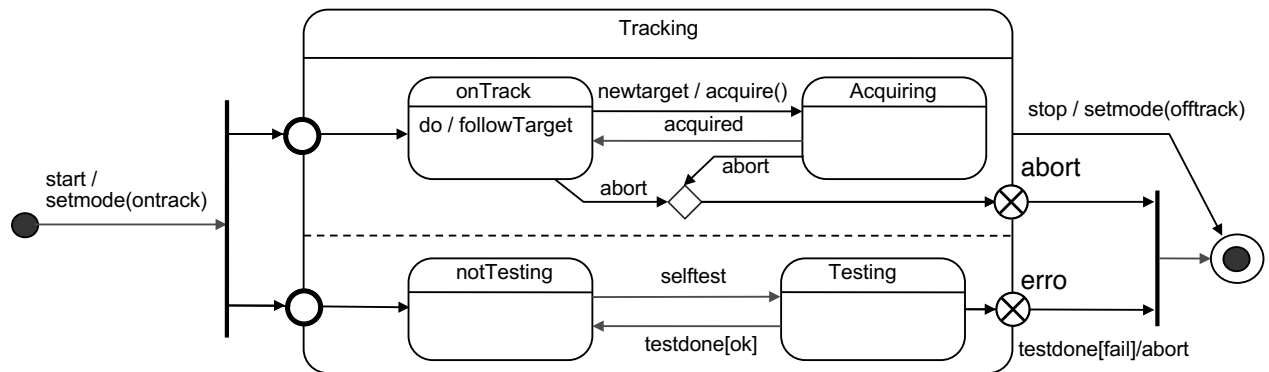 Tracking
onTrack
do / followTarget
newtarget / acquire()
acquired
Acquiring
abort
abort
stop / setmode(offtrack)
abort
start /
setmode(ontrack)
notTesting
selftest
testdone[ok]
Testing
erro
testdone[fail]/abort